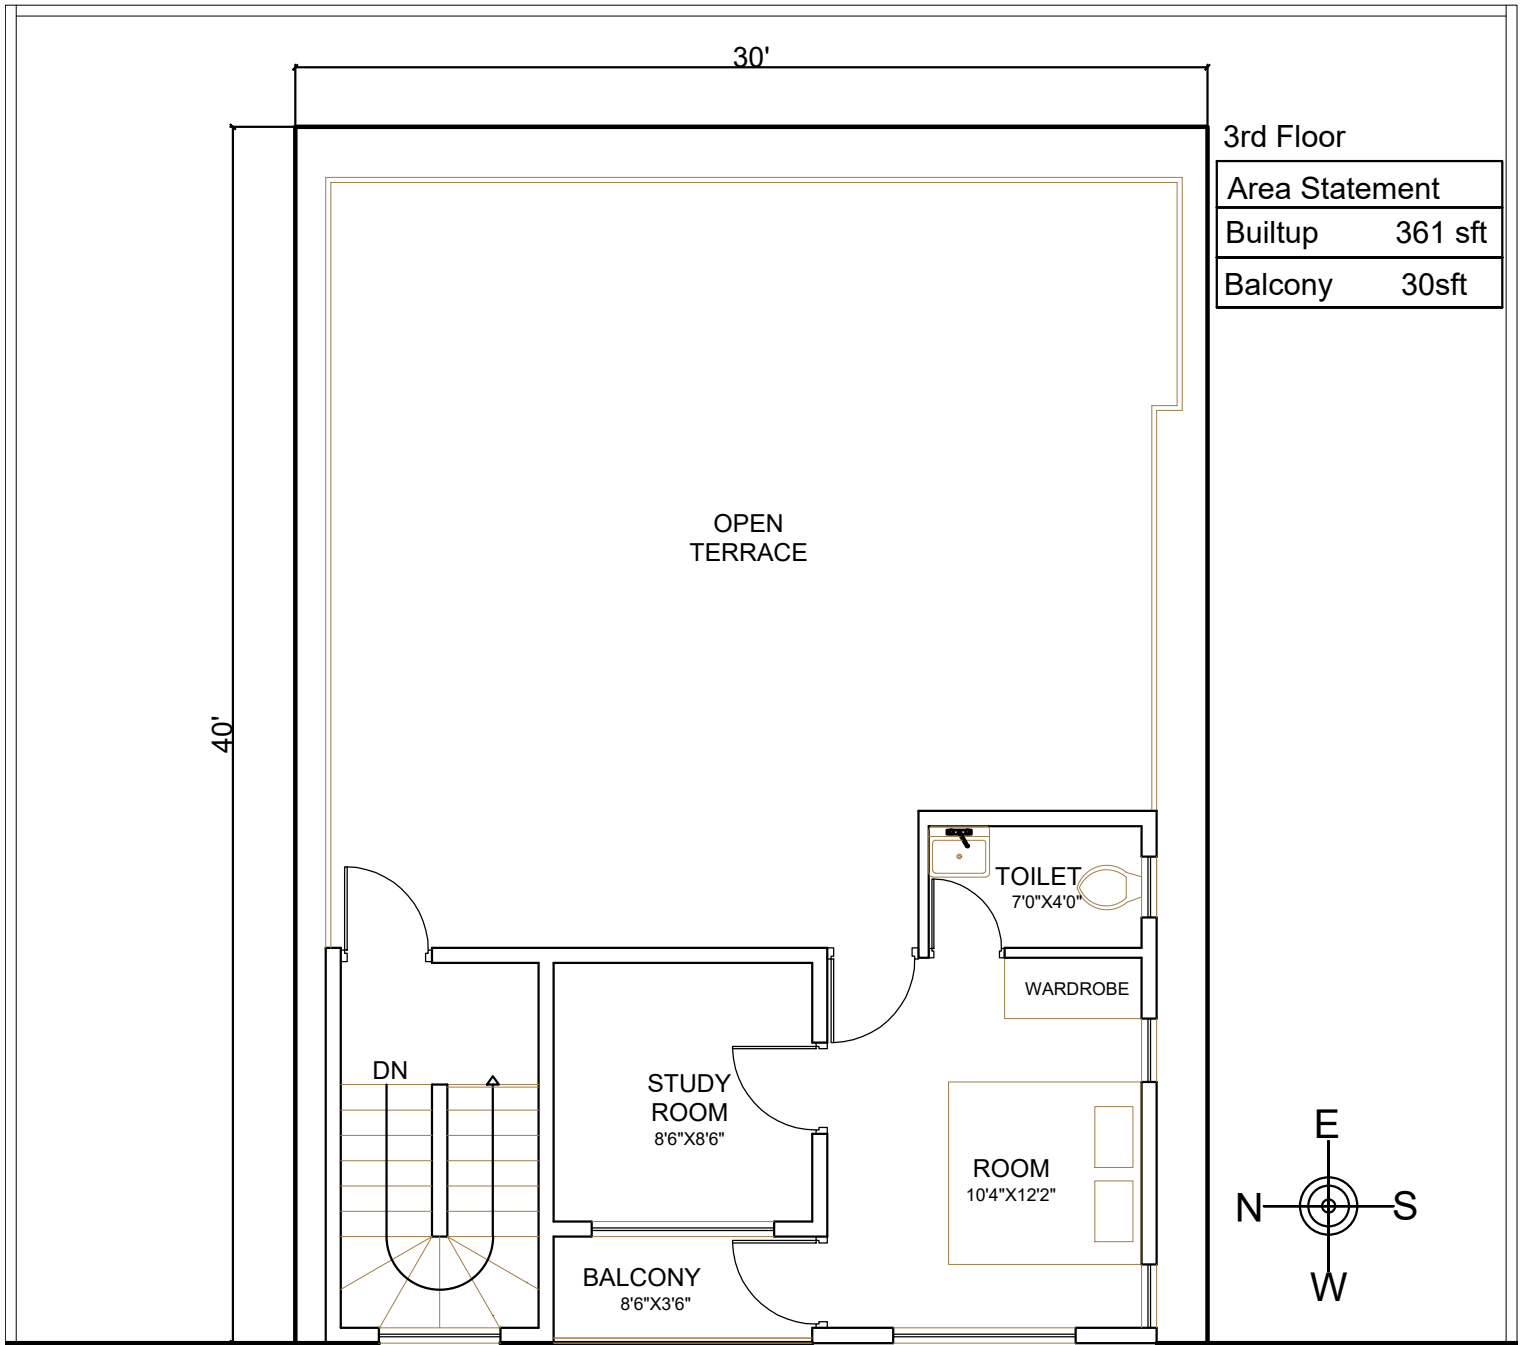 30'
3rd Floor
Area Statement
Builtup 361 sft
Balcony 30sft
OPEN
TERRACE
40'
TOILET
7'0"X4'0"
WARDROBE
DN
STUDY
ROOM
8'6"X8'6"
ROOM
10'4"X12'2"
BALCONY
8'6"X3'6"
E
N S
W